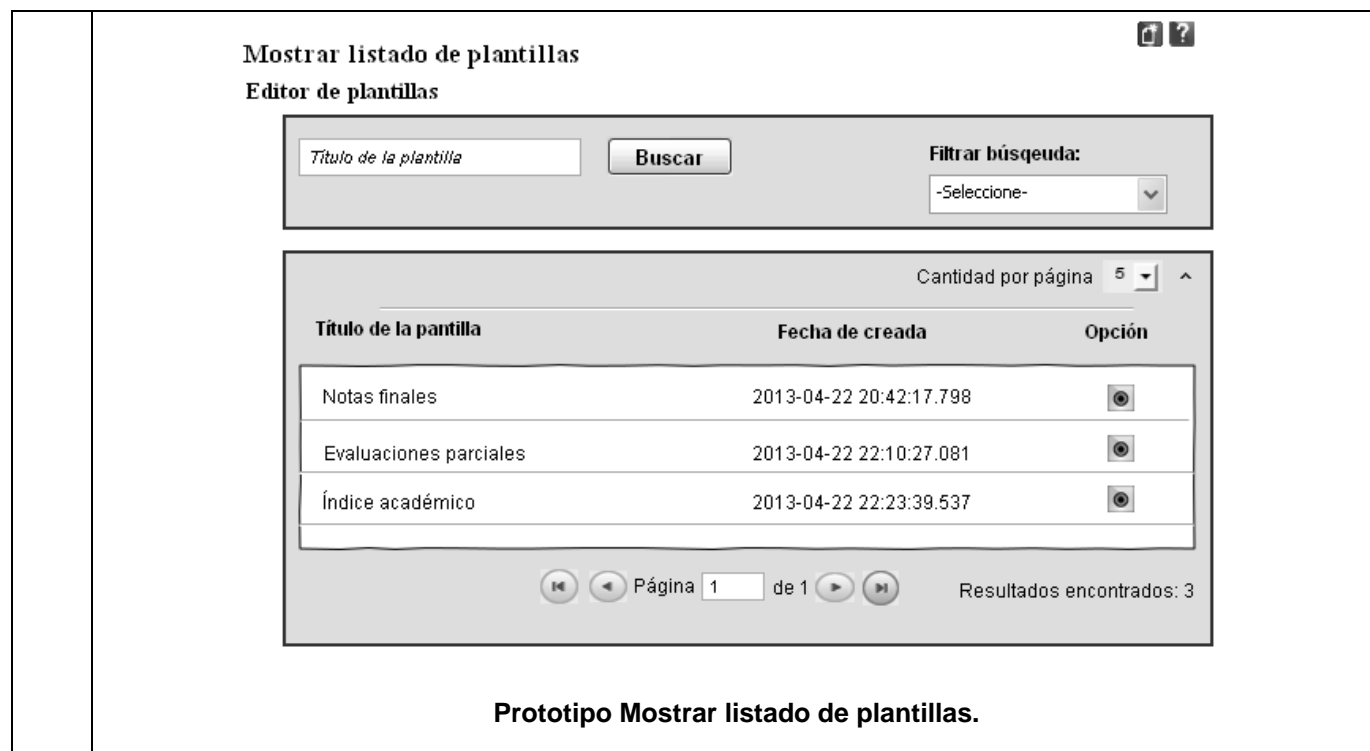 Mostrar listado de plantillas
?
Editor de plantillas
Título de la plantilla
Buscar
Filtrar búsqeuda:
-Seleccione-
Cantidad por página 5
Título de la pantilla Fecha de creada Opción
Notas finales 2013-04-22 20:42:17.798
Evaluaciones parciales 2013-04-22 22:10:27.081
Índice académico 2013-04-22 22:23:39.537
Página 1 de 1 Resultados encontrados: 3
Prototipo Mostrar listado de plantillas.